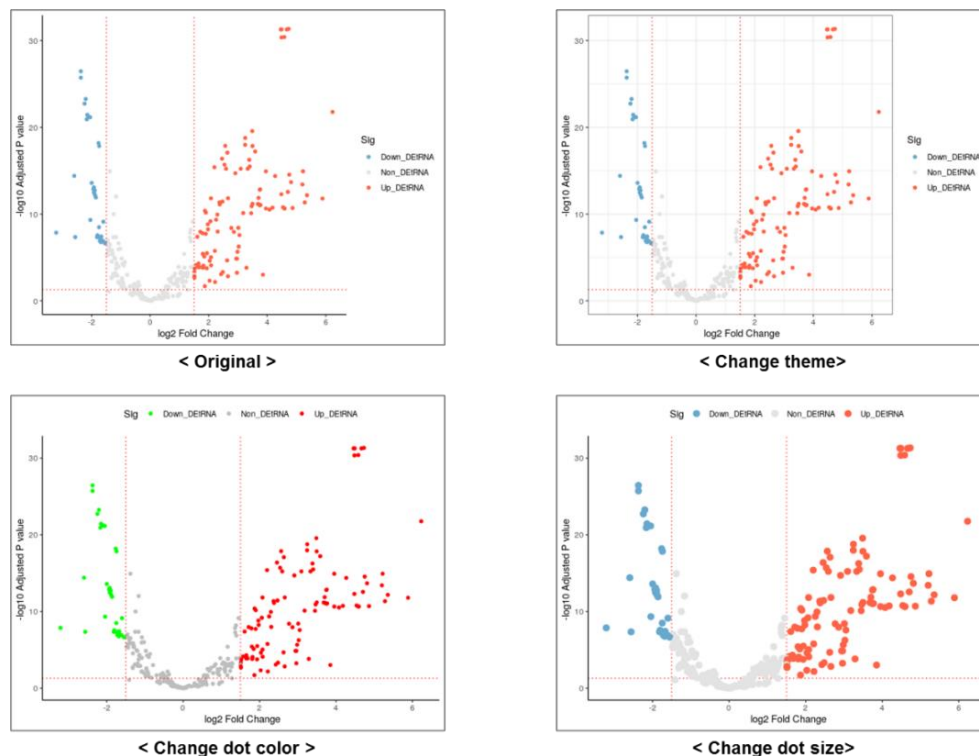 30
20
10
0
-log10 Adjusted P value
-2 0 2 4 6
log2 Fold Change
Sig
Down_DEtRNA
Non_DEtRNA
Up_DEtRNA
< Original >
30
20
10
0
-log10 Adjusted P value
-2 0 2 4 6
log2 Fold Change
Sig
Down_DEtRNA
Non_DEtRNA
Up_DEtRNA
< Change theme>
Sig Down_DEtRNA Non_DEtRNA Up_DEtRNA
30
20
10
0
-log10 Adjusted P value
-2 0 2 4 6
log2 Fold Change
< Change dot color >
Sig Down_DEtRNA Non_DEtRNA Up_DEtRNA
30
20
10
0
-log10 Adjusted P value
-2 0 2 4 6
log2 Fold Change
< Change dot size>